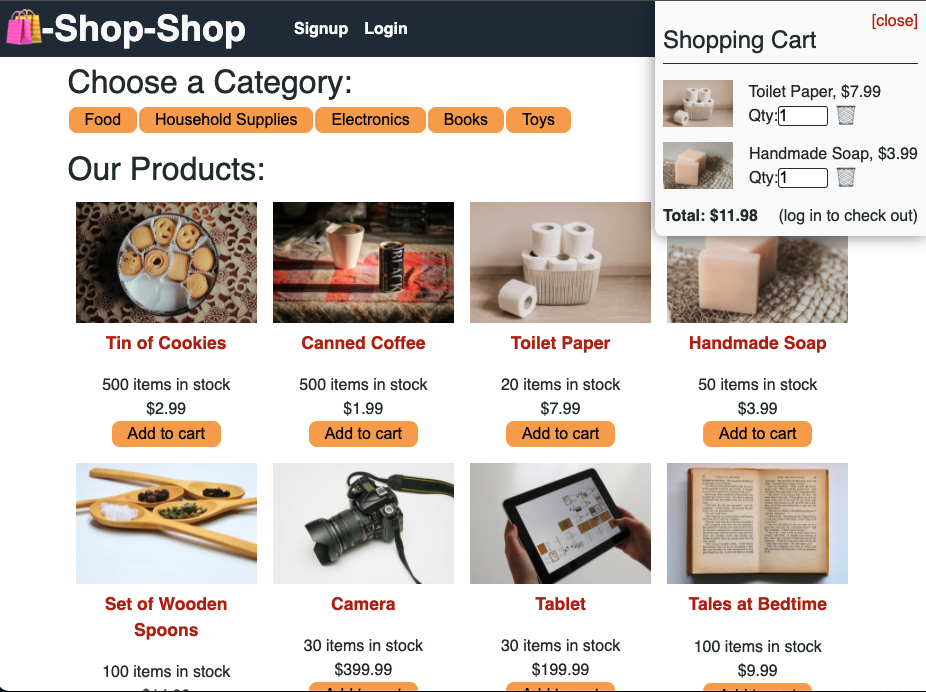 -Shop-Shop
Signup Login
[close]
Shopping Cart
Toilet Paper, $7.99
Qty:1
Handmade Soap, $3.99
Qty:1
Total: $11.98 (log in to check out)
Choose a Category:
Food Household Supplies Electronics Books Toys
Our Products:
Tin of Cookies Canned Coffee Toilet Paper Handmade Soap
500 items in stock 500 items in stock 20 items in stock 50 items in stock
$2.99 $1.99 $7.99 $3.99
Add to cart Add to cart Add to cart Add to cart
Set of Wooden Spoons Camera Tablet Tales at Bedtime
100 items in stock 30 items in stock 30 items in stock 100 items in stock
$399.99 $199.99 $9.99